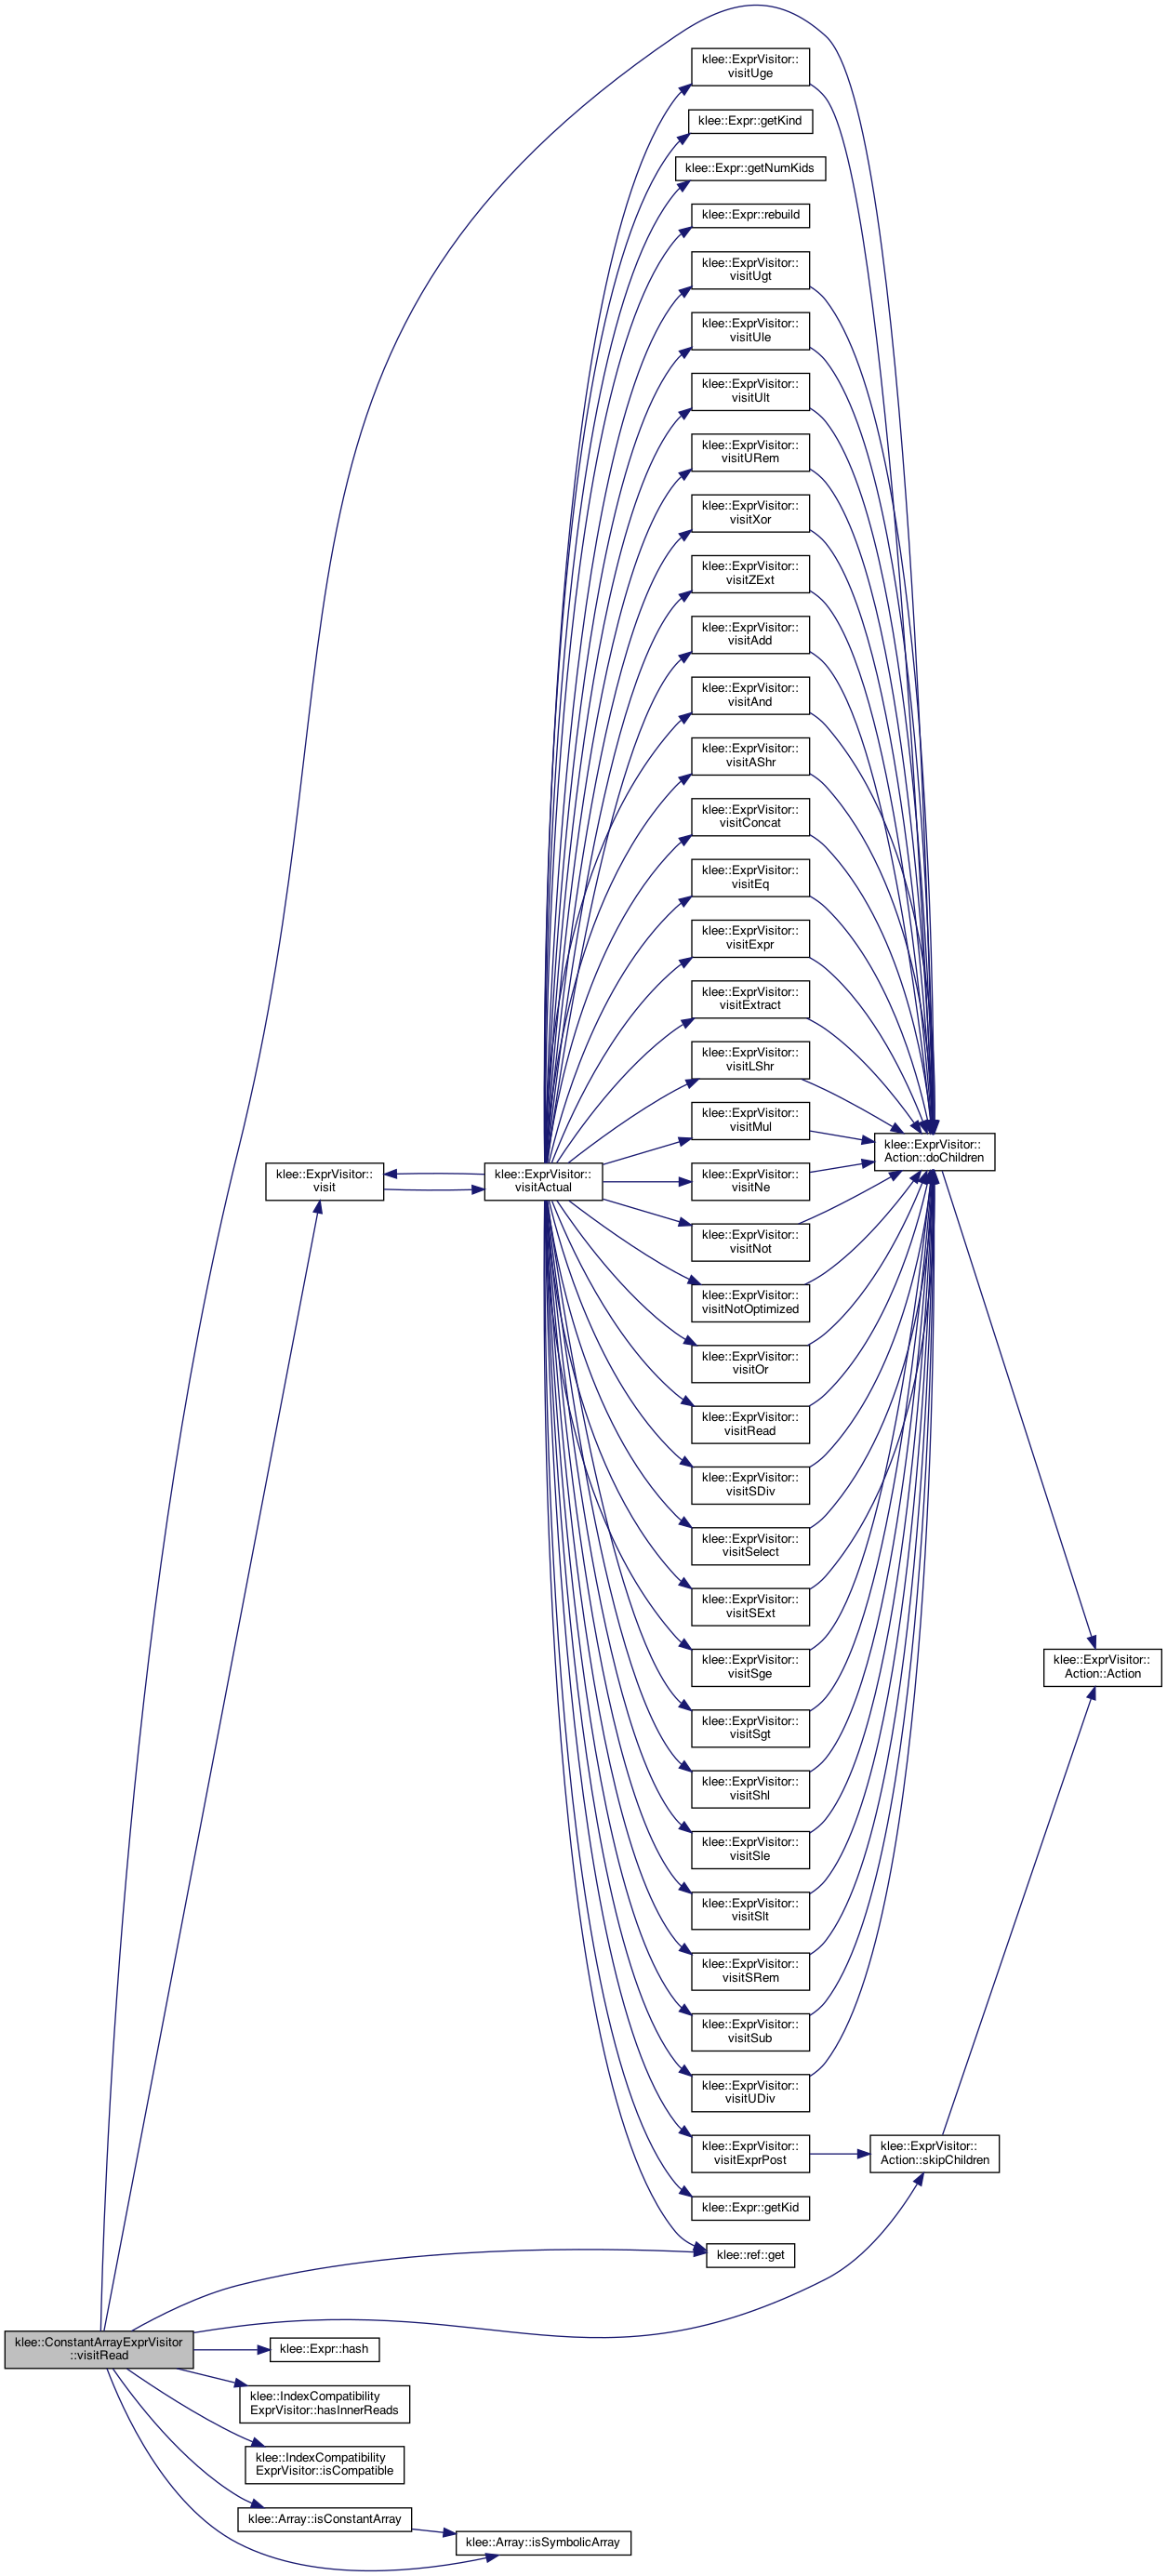 klee::ExprVisitor::
visitUge
klee::Expr::getKind
klee::Expr::getNumKids
klee::Expr::rebuild
klee::ExprVisitor::
visitUgt
klee::ExprVisitor::
visitUle
klee::ExprVisitor::
visitUlt
klee::ExprVisitor::
visitURem
klee::ExprVisitor::
visitXor
klee::ExprVisitor::
visitZExt
klee::ExprVisitor::
visitAdd
klee::ExprVisitor::
visitAnd
klee::ExprVisitor::
visitAShr
klee::ExprVisitor::
visitConcat
klee::ExprVisitor::
visitEq
klee::ExprVisitor::
visitExpr
klee::ExprVisitor::
visitExtract
klee::ExprVisitor::
visitLShr
klee::ExprVisitor::
visitMul
klee::ExprVisitor::
Action::doChildren
klee::ExprVisitor::
visit
klee::ExprVisitor::
visitActual
klee::ExprVisitor::
visitNe
klee::ExprVisitor::
visitNot
klee::ExprVisitor::
visitNotOptimized
klee::ExprVisitor::
visitOr
klee::ExprVisitor::
visitRead
klee::ExprVisitor::
visitSDiv
klee::ExprVisitor::
visitSelect
klee::ExprVisitor::
visitSExt
klee::ExprVisitor::
visitSge
klee::ExprVisitor::
Action::Action
klee::ExprVisitor::
visitSgt
klee::ExprVisitor::
visitShl
klee::ExprVisitor::
visitSle
klee::ExprVisitor::
visitSlt
klee::ExprVisitor::
visitSRem
klee::ExprVisitor::
visitSub
klee::ExprVisitor::
visitUDiv
klee::ExprVisitor::
visitExprPost
klee::ExprVisitor::
Action::skipChildren
klee::Expr::getKid
klee::ref::get
klee::ConstantArrayExprVisitor
::visitRead
klee::Expr::hash
klee::IndexCompatibility
ExprVisitor::hasInnerReads
klee::IndexCompatibility
ExprVisitor::isCompatible
klee::Array::isConstantArray
klee::Array::isSymbolicArray